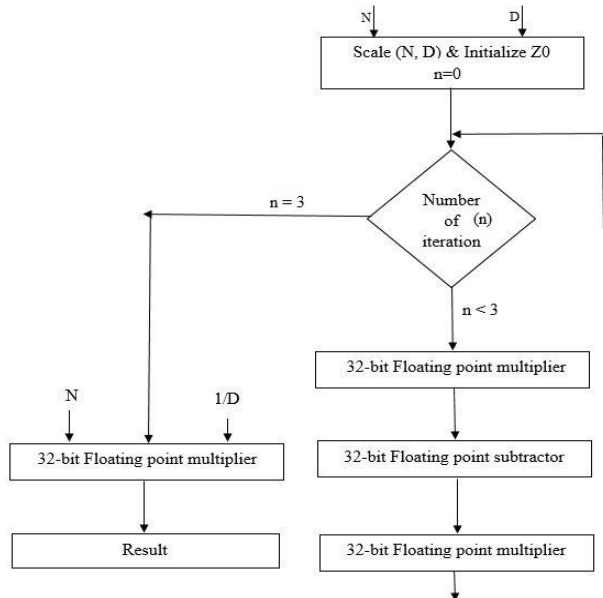 N
D
Scale (N, D) & Initialize Z0
n=0
Number
of (n)
iteration
n = 3
n < 3
32-bit Floating point multiplier
N
1/D
32-bit Floating point multiplier
32-bit Floating point subtractor
Result
32-bit Floating point multiplier